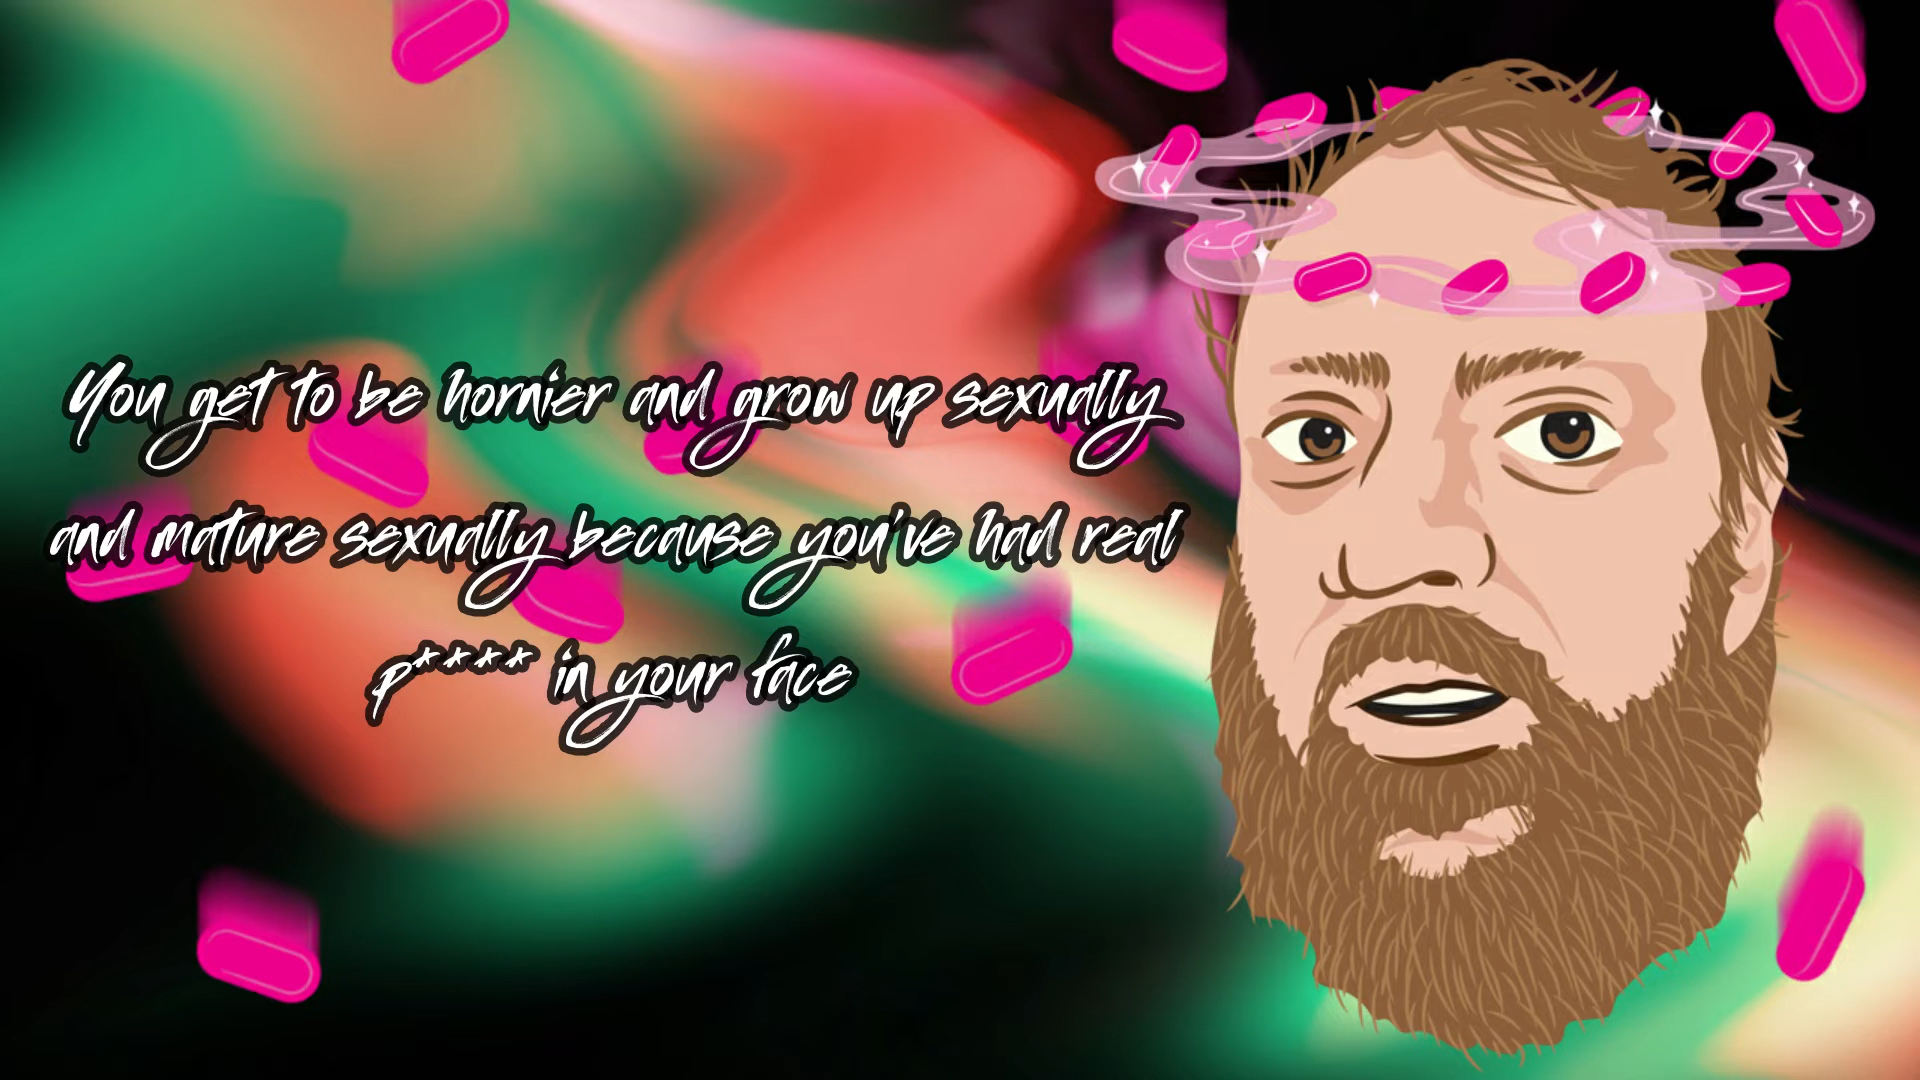 You get to be hornier and grow up sexually
and mature sexually because you've had real
p**** in your face